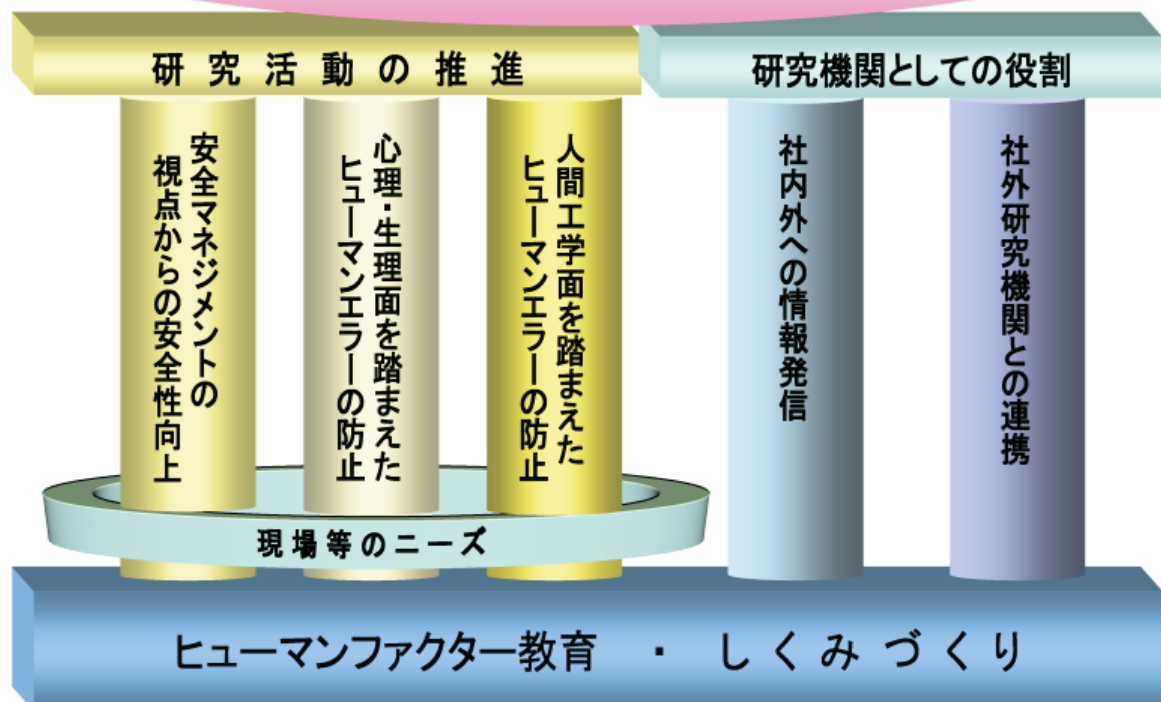 研究活動の推進
研究機関としての役割
安全マネジメントの
視点からの安全性向上
心理・生理面を踏まえた
ヒューマンエラーの防止
人間工学面を踏まえた
ヒューマンエラーの防止
社内外への情報発信
社外研究機関との連携
現場等のニーズ
ヒューマンファクター教育 ・ しくみづくり